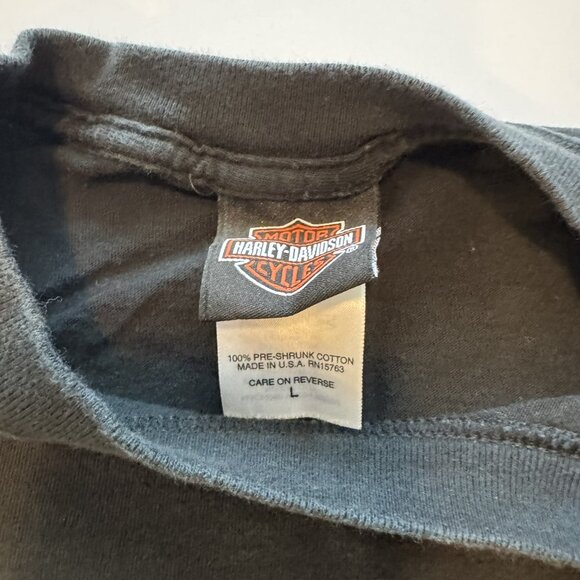 MOTOR
HARLEY-DAVIDSON®
CYCLES
100% PRE-SHRUNK COTTON
MADE IN U.S.A. RN15763
CARE ON REVERSE
L